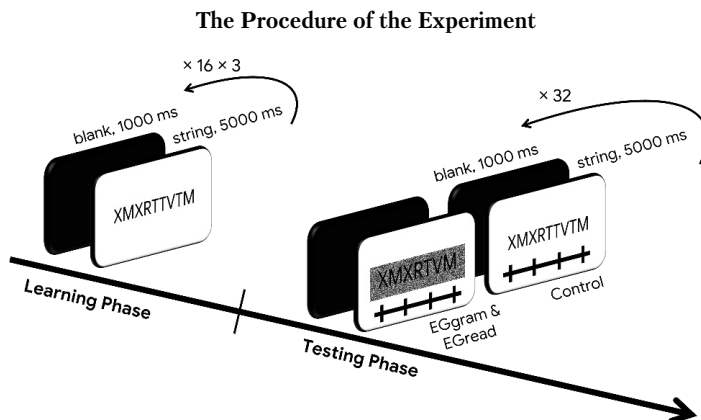 The Procedure of the Experiment
× 16 × 3
blank, 1000 ms
string, 5000 ms
XMXRTTVTM
Learning Phase
× 32
blank, 1000 ms
string, 5000 ms
XMXRTVM
EGgram &
EGread
XMXRTTVTM
Control
Testing Phase